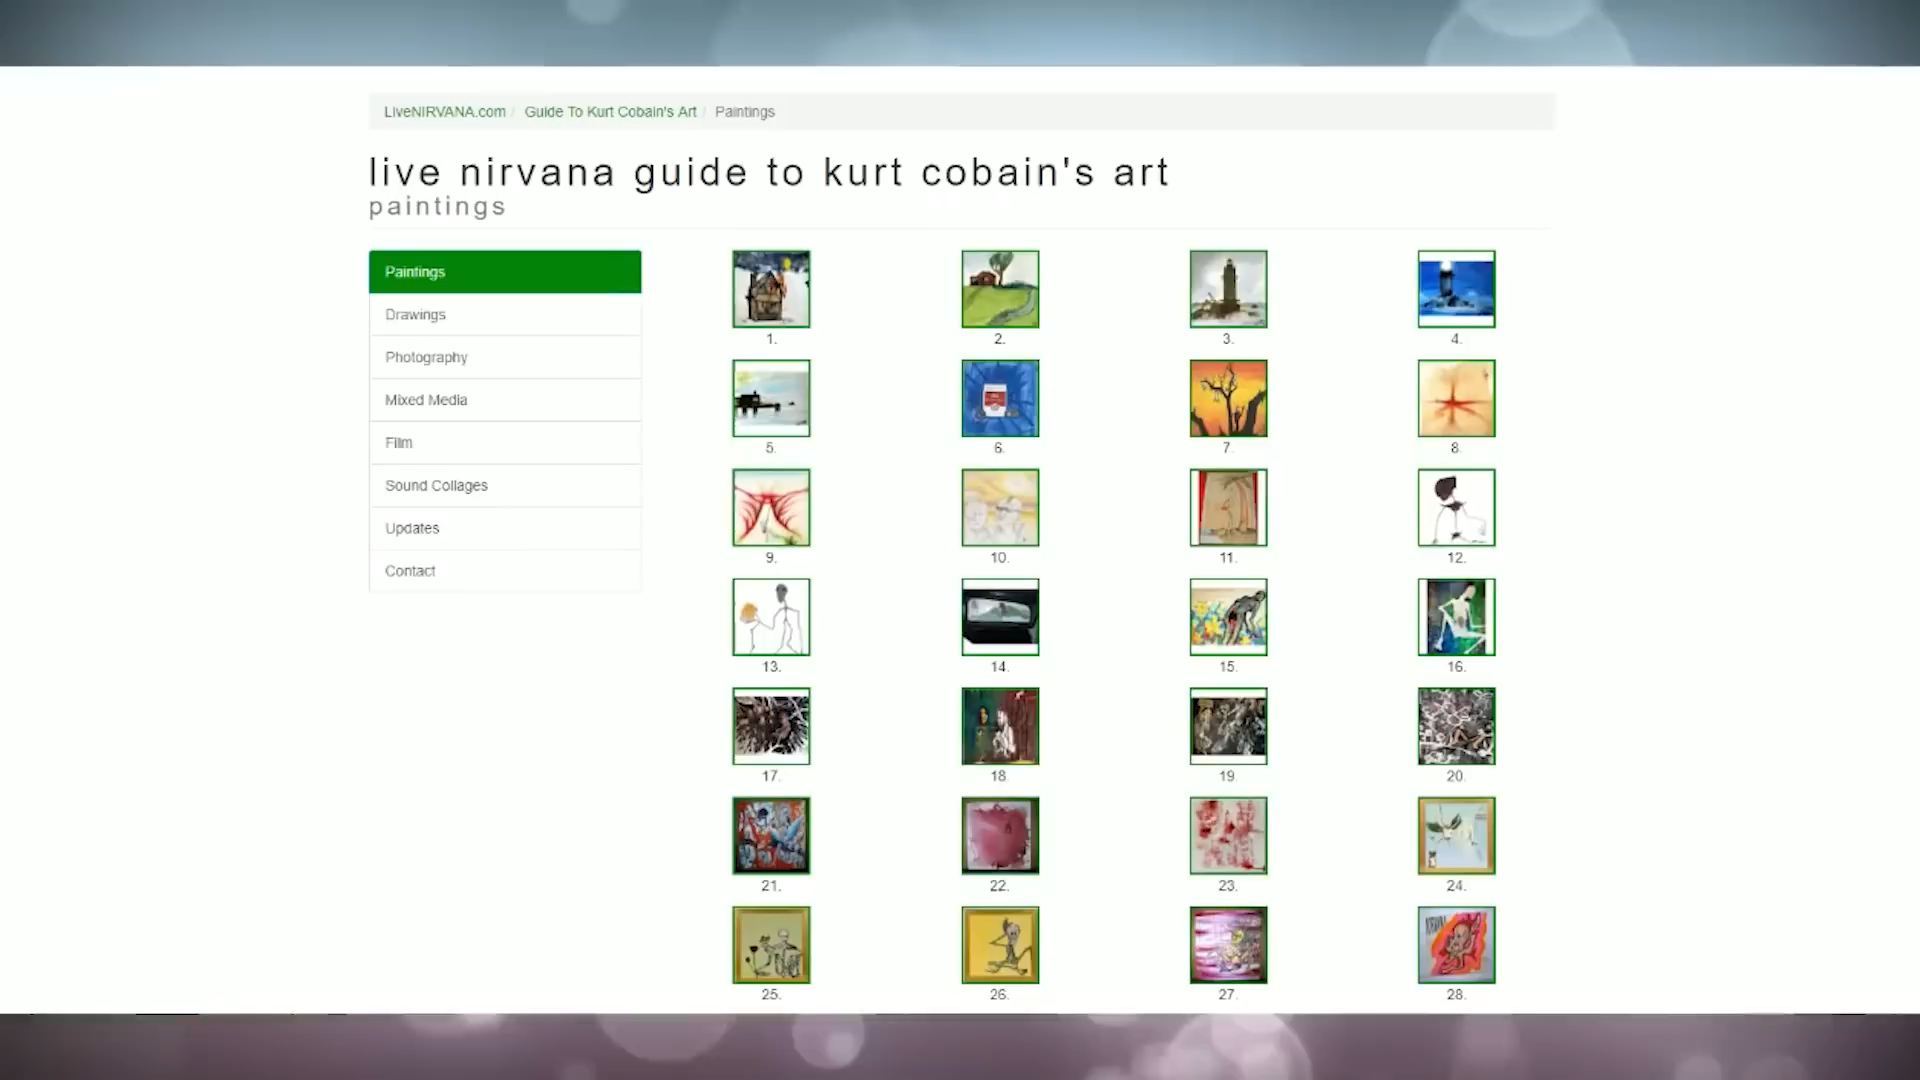 LiveNIRVANA.com / Guide To Kurt Cobain's Art / Paintings
live nirvana guide to kurt cobain's art
paintings
Paintings
Drawings
Photography
Mixed Media
Film
Sound Collages
Updates
Contact
1. 2. 3. 4.
5. 6. 7. 8.
9. 10. 11. 12.
13. 14. 15. 16.
17. 18. 19. 20.
21. 22. 23. 24.
25. 26. 27. 28.